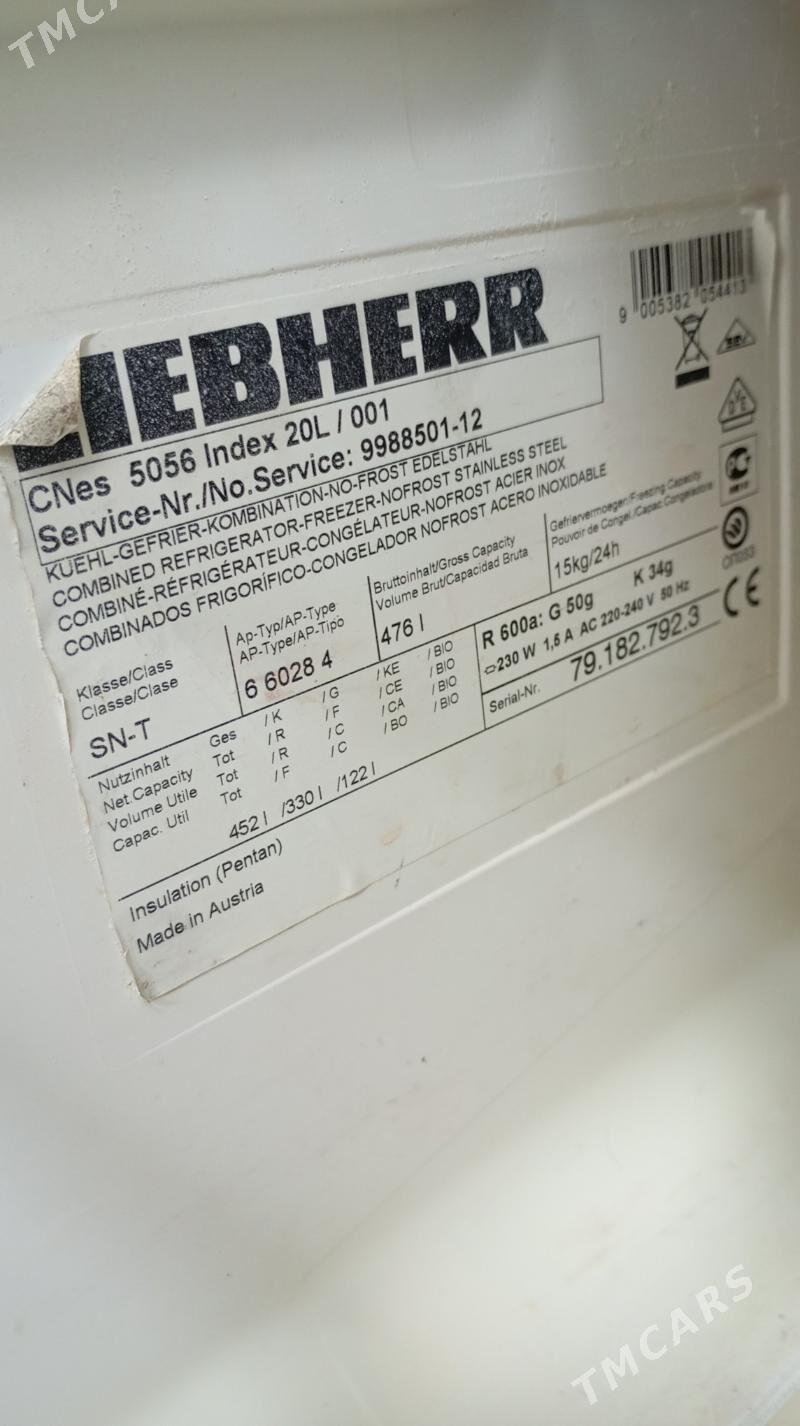 TMCA
LIEBHERR
9 005382 054413
CNes 5056 Index 20L / 001
Service-Nr./No.Service: 9988501-12
KUEHL-GEFRIER-KOMBINATION-NO-FROST EDELSTAHL
COMBINED REFRIGERATOR-FREEZER-NOFROST STAINLESS STEEL
COMBINÉ-RÉFRIGÉRATEUR-CONGÉLATEUR-NOFROST ACIER INOX
COMBINADOS FRIGORÍFICO-CONGELADOR NOFROST ACERO INOXIDABLE
Klasse/Class
Classe/Clase
SN-T
Ap-Typ/AP-Type
AP-Type/AP-Tipo
6 6028 4
Bruttoinhalt/Gross Capacity
Volume Brut/Capacidad Bruta
476 l
Gefriervermoeger/Freezing Capacity
Pouvoir de Congel./Capac.Congeladora
15kg/24h
Nutzinhalt Ges / K / G / KE / BIO
Net.Capacity Tot / R / F / CE / BIO
Volume Utile Tot / R / C / CA / BIO
Capac. Util Tot / F / C / BO / BIO
452 l /330 l /122 l
R 600a: G 50g K 34g
230 W 1,5 A AC 220-240 V 50 Hz
Serial-Nr. 79.182.792.3
CE
Insulation (Pentan)
Made in Austria
TMCARS